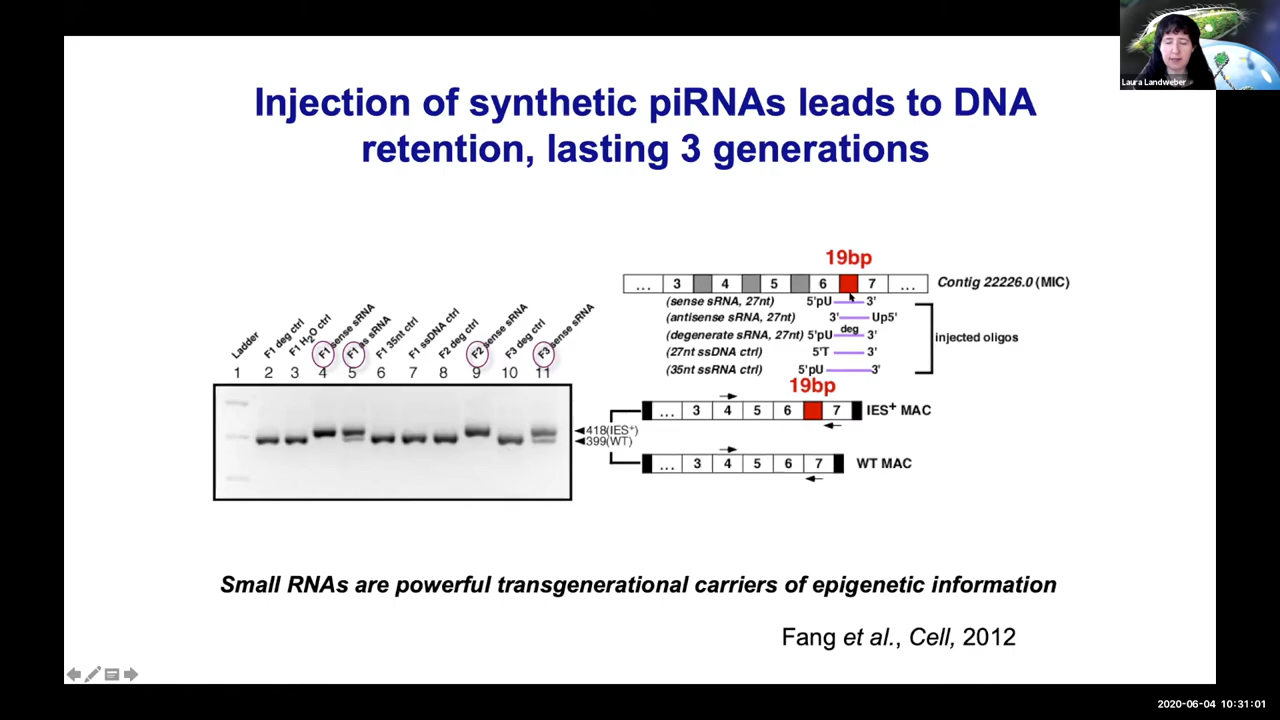 Laura Landweber
Injection of synthetic piRNAs leads to DNA
retention, lasting 3 generations
Ladder
F1 deg ctrl
F1 H2O ctrl
F1 sense sRNA
F1 as sRNA
F1 35nt ctrl
F1 ssDNA ctrl
F2 deg ctrl
F2 sense sRNA
F3 deg ctrl
F3 sense sRNA
1 2 3 4 5 6 7 8 9 10 11
418(IES+)
399(WT)
19bp
... 3 4 5 6 7 ... Contig 22226.0 (MIC)
(sense sRNA, 27nt) 5'pU 3'
(antisense sRNA, 27nt) 3' Up5'
(degenerate sRNA, 27nt) 5'pU deg 3'
injected oligos
(27nt ssDNA ctrl) 5'T 3'
(35nt ssRNA ctrl) 5'pU 3'
19bp
... 3 4 5 6 7 IES+ MAC
... 3 4 5 6 7 WT MAC
Small RNAs are powerful transgenerational carriers of epigenetic information
Fang et al., Cell, 2012
2020-06-04 10:31:01